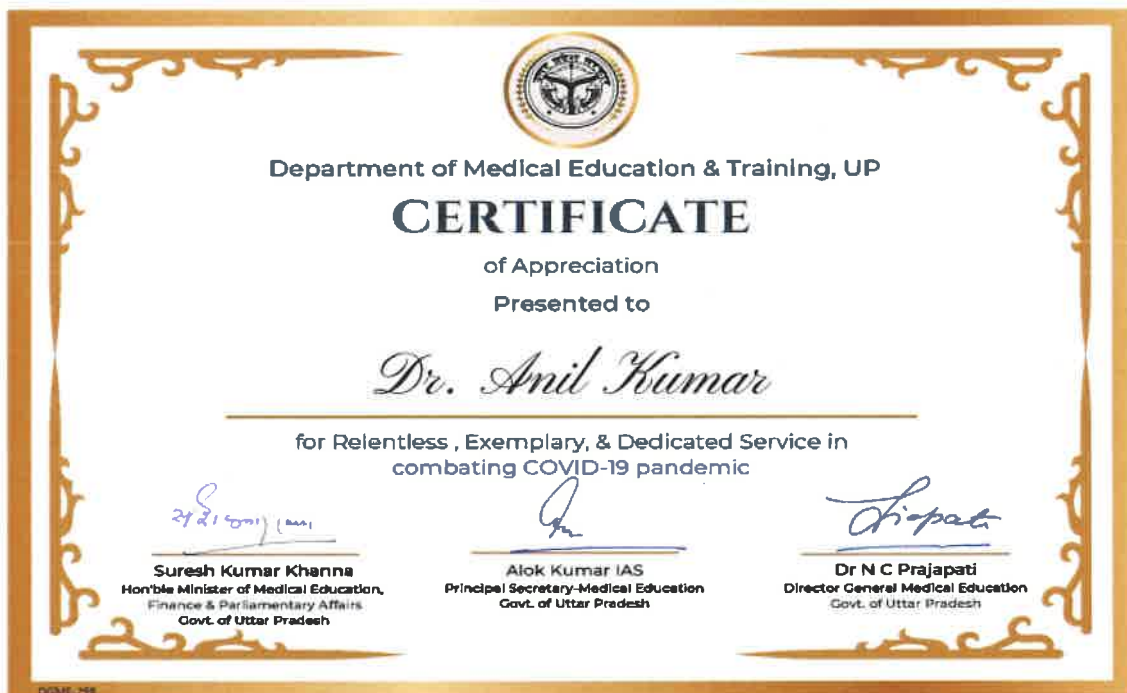 Department of Medical Education & Training, UP
CERTIFICATE
of Appreciation
Presented to
Dr. Anil Kumar
for Relentless , Exemplary, & Dedicated Service in
combating COVID-19 pandemic
Suresh Kumar Khanna
Hon'ble Minister of Medical Education,
Finance & Parliamentary Affairs
Govt. of Uttar Pradesh
Alok Kumar IAS
Principal Secretary-Medical Education
Govt. of Uttar Pradesh
Dr N C Prajapati
Director General Medical Education
Govt. of Uttar Pradesh